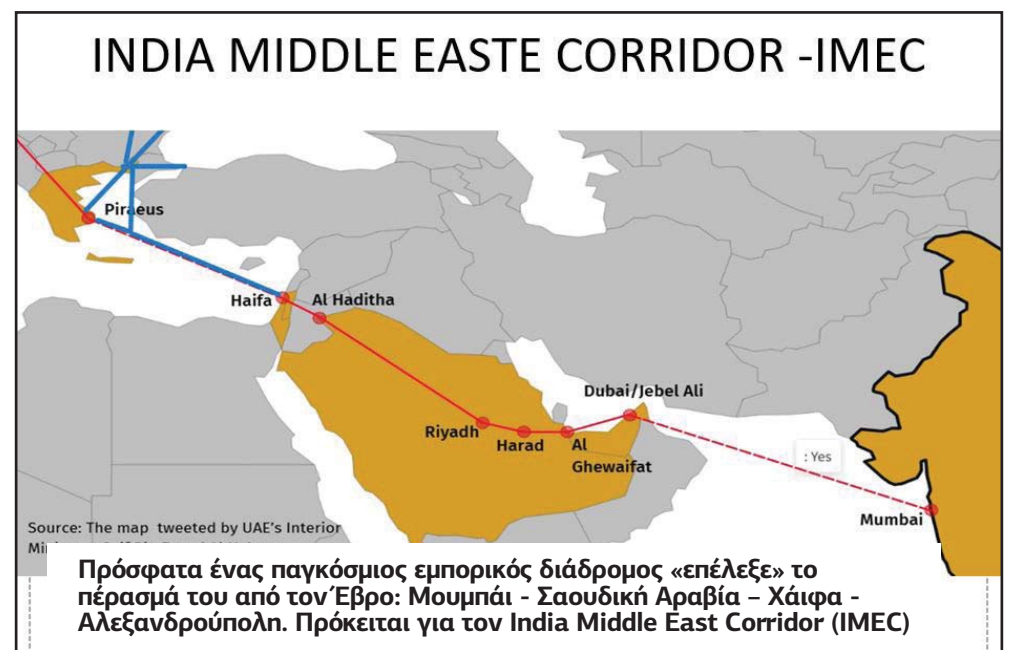 INDIA MIDDLE EASTE CORRIDOR -IMEC
Piraeus
Haifa
Al Haditha
Dubai/Jebel Ali
Riyadh
Harad
Al
Ghewaifat
: Yes
Mumbai
Source: The map tweeted by UAE's Interior
Πρόσφατα ένας παγκόσμιος εμπορικός διάδρομος «επέλεξε» το
πέρασμά του από τον Έβρο: Μουμπάι - Σαουδική Αραβία – Χάιφα -
Αλεξανδρούπολη. Πρόκειται για τον India Middle East Corridor (IMEC)